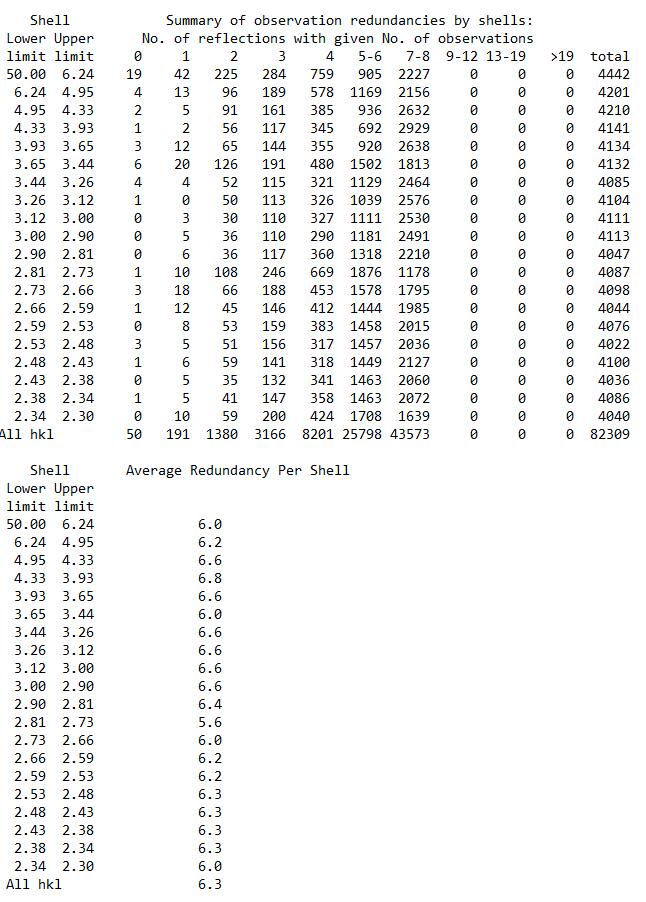 Shell Summary of observation redundancies by shells:
Lower Upper No. of reflections with given No. of observations
limit limit 0 1 2 3 4 5-6 7-8 9-12 13-19 >19 total
50.00 6.24 19 42 225 284 759 905 2227 0 0 0 4442
6.24 4.95 4 13 96 189 578 1169 2156 0 0 0 4201
4.95 4.33 2 5 91 161 385 936 2632 0 0 0 4210
4.33 3.93 1 2 56 117 345 692 2929 0 0 0 4141
3.93 3.65 3 12 65 144 355 920 2638 0 0 0 4134
3.65 3.44 6 20 126 191 480 1502 1813 0 0 0 4132
3.44 3.26 4 4 52 115 321 1129 2464 0 0 0 4085
3.26 3.12 1 0 50 113 326 1039 2576 0 0 0 4104
3.12 3.00 0 3 30 110 327 1111 2530 0 0 0 4111
3.00 2.90 0 5 36 110 290 1181 2491 0 0 0 4113
2.90 2.81 0 6 36 117 360 1318 2210 0 0 0 4047
2.81 2.73 1 10 108 246 669 1876 1178 0 0 0 4087
2.73 2.66 3 18 66 188 453 1578 1795 0 0 0 4098
2.66 2.59 1 12 45 146 412 1444 1985 0 0 0 4044
2.59 2.53 0 8 53 159 383 1458 2015 0 0 0 4076
2.53 2.48 3 5 51 156 317 1457 2036 0 0 0 4022
2.48 2.43 1 6 59 141 318 1449 2127 0 0 0 4100
2.43 2.38 0 5 35 132 341 1463 2060 0 0 0 4036
2.38 2.34 1 5 41 147 358 1463 2072 0 0 0 4086
2.34 2.30 0 10 59 200 424 1708 1639 0 0 0 4040
All hkl 50 191 1380 3166 8201 25798 43573 0 0 0 82309
Shell Average Redundancy Per Shell
Lower Upper
limit limit
50.00 6.24 6.0
6.24 4.95 6.2
4.95 4.33 6.6
4.33 3.93 6.8
3.93 3.65 6.6
3.65 3.44 6.0
3.44 3.26 6.6
3.26 3.12 6.6
3.12 3.00 6.6
3.00 2.90 6.6
2.90 2.81 6.4
2.81 2.73 5.6
2.73 2.66 6.0
2.66 2.59 6.2
2.59 2.53 6.2
2.53 2.48 6.3
2.48 2.43 6.3
2.43 2.38 6.3
2.38 2.34 6.3
2.34 2.30 6.0
All hkl 6.3